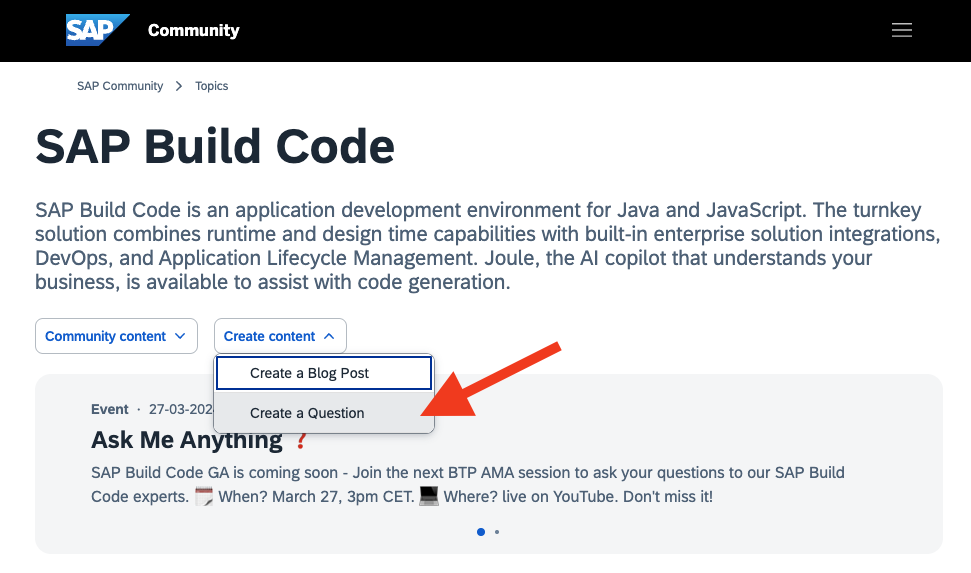 SAP Community
SAP Community > Topics
SAP Build Code
SAP Build Code is an application development environment for Java and JavaScript. The turnkey
solution combines runtime and design time capabilities with built-in enterprise solution integrations,
DevOps, and Application Lifecycle Management. Joule, the AI copilot that understands your
business, is available to assist with code generation.
Community content
Create content
Create a Blog Post
Create a Question
Event · 27-03-202
Ask Me Anything ❓
SAP Build Code GA is coming soon - Join the next BTP AMA session to ask your questions to our SAP Build
Code experts. 🗓️ When? March 27, 3pm CET. 💻 Where? live on YouTube. Don't miss it!